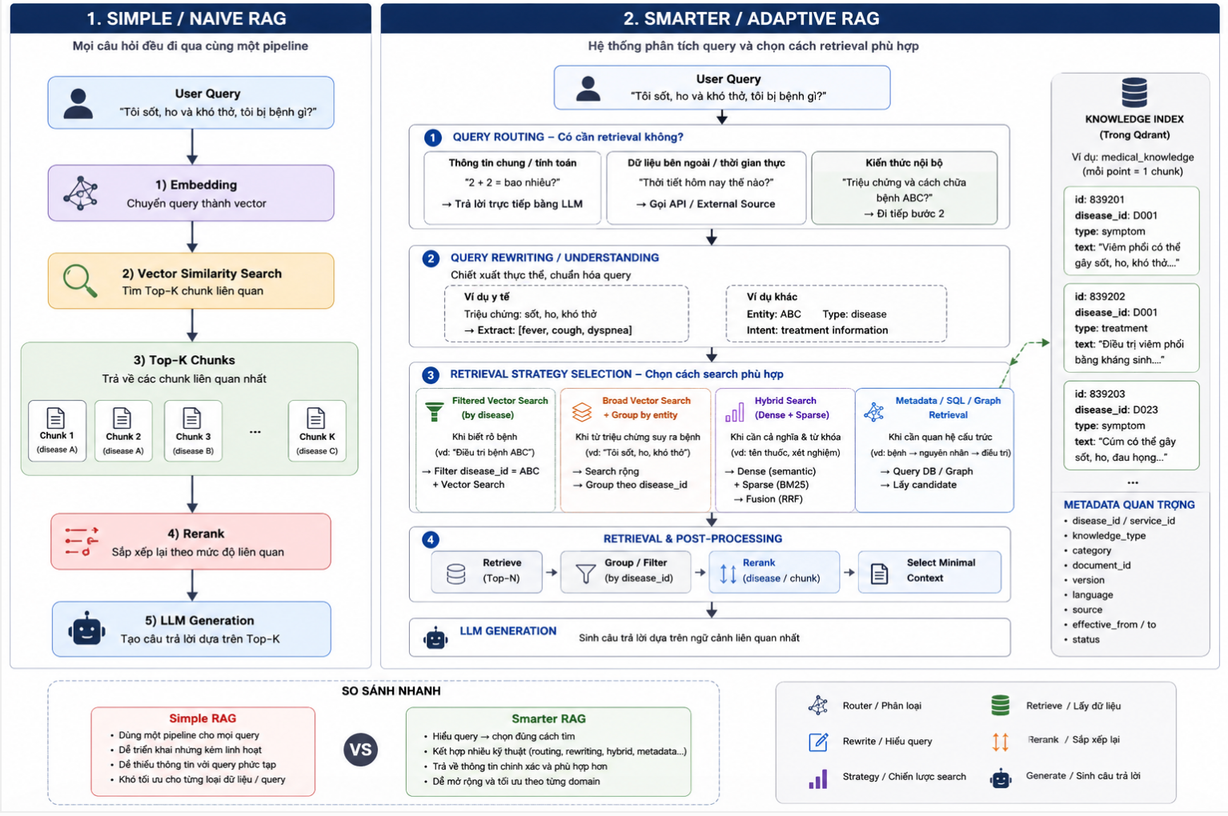 1. SIMPLE / NAIVE RAG
Mọi câu hỏi đều đi qua cùng một pipeline
User Query
"Tôi sốt, ho và khó thở, tôi bị bệnh gì?"
1) Embedding
Chuyển query thành vector
2) Vector Similarity Search
Tìm Top-K chunk liên quan
3) Top-K Chunks
Trả về các chunk liên quan nhất
Chunk 1
(disease A)
Chunk 2
(disease A)
Chunk 3
(disease B)
...
Chunk K
(disease C)
4) Rerank
Sắp xếp lại theo mức độ liên quan
5) LLM Generation
Tạo câu trả lời dựa trên Top-K
2. SMARTER / ADAPTIVE RAG
Hệ thống phân tích query và chọn cách retrieval phù hợp
User Query
"Tôi sốt, ho và khó thở, tôi bị bệnh gì?"
1 QUERY ROUTING – Có cần retrieval không?
Thông tin chung / tính toán
"2 + 2 = bao nhiêu?"
→ Trả lời trực tiếp bằng LLM
Dữ liệu bên ngoài / thời gian thực
"Thời tiết hôm nay thế nào?"
→ Gọi API / External Source
Kiến thức nội bộ
"Triệu chứng và cách chữa
bệnh ABC?"
→ Đi tiếp bước 2
2 QUERY REWRITING / UNDERSTANDING
Chiết xuất thực thể, chuẩn hóa query
Ví dụ y tế
Triệu chứng: sốt, ho, khó thở
→ Extract: [fever, cough, dyspnea]
Ví dụ khác
Entity: ABC Type: disease
Intent: treatment information
3 RETRIEVAL STRATEGY SELECTION – Chọn cách search phù hợp
Filtered Vector Search
(by disease)
Khi biết rõ bệnh
(vd: "Điều trị bệnh ABC")
→ Filter disease_id = ABC
+ Vector Search
Broad Vector Search
+ Group by entity
Khi từ triệu chứng suy ra bệnh
(vd: "Tôi sốt, ho, khó thở")
→ Search rộng
→ Group theo disease_id
Hybrid Search
(Dense + Sparse)
Khi cần cả nghĩa & từ khóa
(vd: tên thuốc, xét nghiệm)
→ Dense (semantic)
+ Sparse (BM25)
→ Fusion (RRF)
Metadata / SQL / Graph
Retrieval
Khi cần quan hệ cấu trúc
(vd: bệnh → nguyên nhân → điều trị)
→ Query DB / Graph
→ Lấy candidate
4 RETRIEVAL & POST-PROCESSING
Retrieve
(Top-N)
Group / Filter
(by disease_id)
Rerank
(disease / chunk)
Select Minimal
Context
LLM GENERATION Sinh câu trả lời dựa trên ngữ cảnh liên quan nhất
KNOWLEDGE INDEX
(Trong Qdrant)
Ví dụ: medical_knowledge
(mỗi point = 1 chunk)
id: 839201
disease_id: D001
type: symptom
text: "Viêm phổi có thể
gây sốt, ho, khó thở...."
id: 839202
disease_id: D001
type: treatment
text: "Điều trị viêm phổi
bằng kháng sinh...."
id: 839203
disease_id: D023
type: symptom
text: "Cúm có thể gây
sốt, ho, đau họng..."
...
METADATA QUAN TRỌNG
• disease_id / service_id
• knowledge_type
• category
• document_id
• version
• language
• source
• effective_from / to
• status
SO SÁNH NHANH
Simple RAG
• Dùng một pipeline cho mọi query
• Dễ triển khai nhưng kém linh hoạt
• Dễ thiếu thông tin với query phức tạp
• Khó tối ưu cho từng loại dữ liệu / query
VS
Smarter RAG
• Hiểu query → chọn đúng cách tìm
• Kết hợp nhiều kỹ thuật (routing, rewriting, hybrid, metadata...)
• Trả về thông tin chính xác và phù hợp hơn
• Dễ mở rộng và tối ưu theo từng domain
Router / Phân loại
Rewrite / Hiểu query
Strategy / Chiến lược search
Retrieve / Lấy dữ liệu
Rerank / Sắp xếp lại
Generate / Sinh câu trả lời